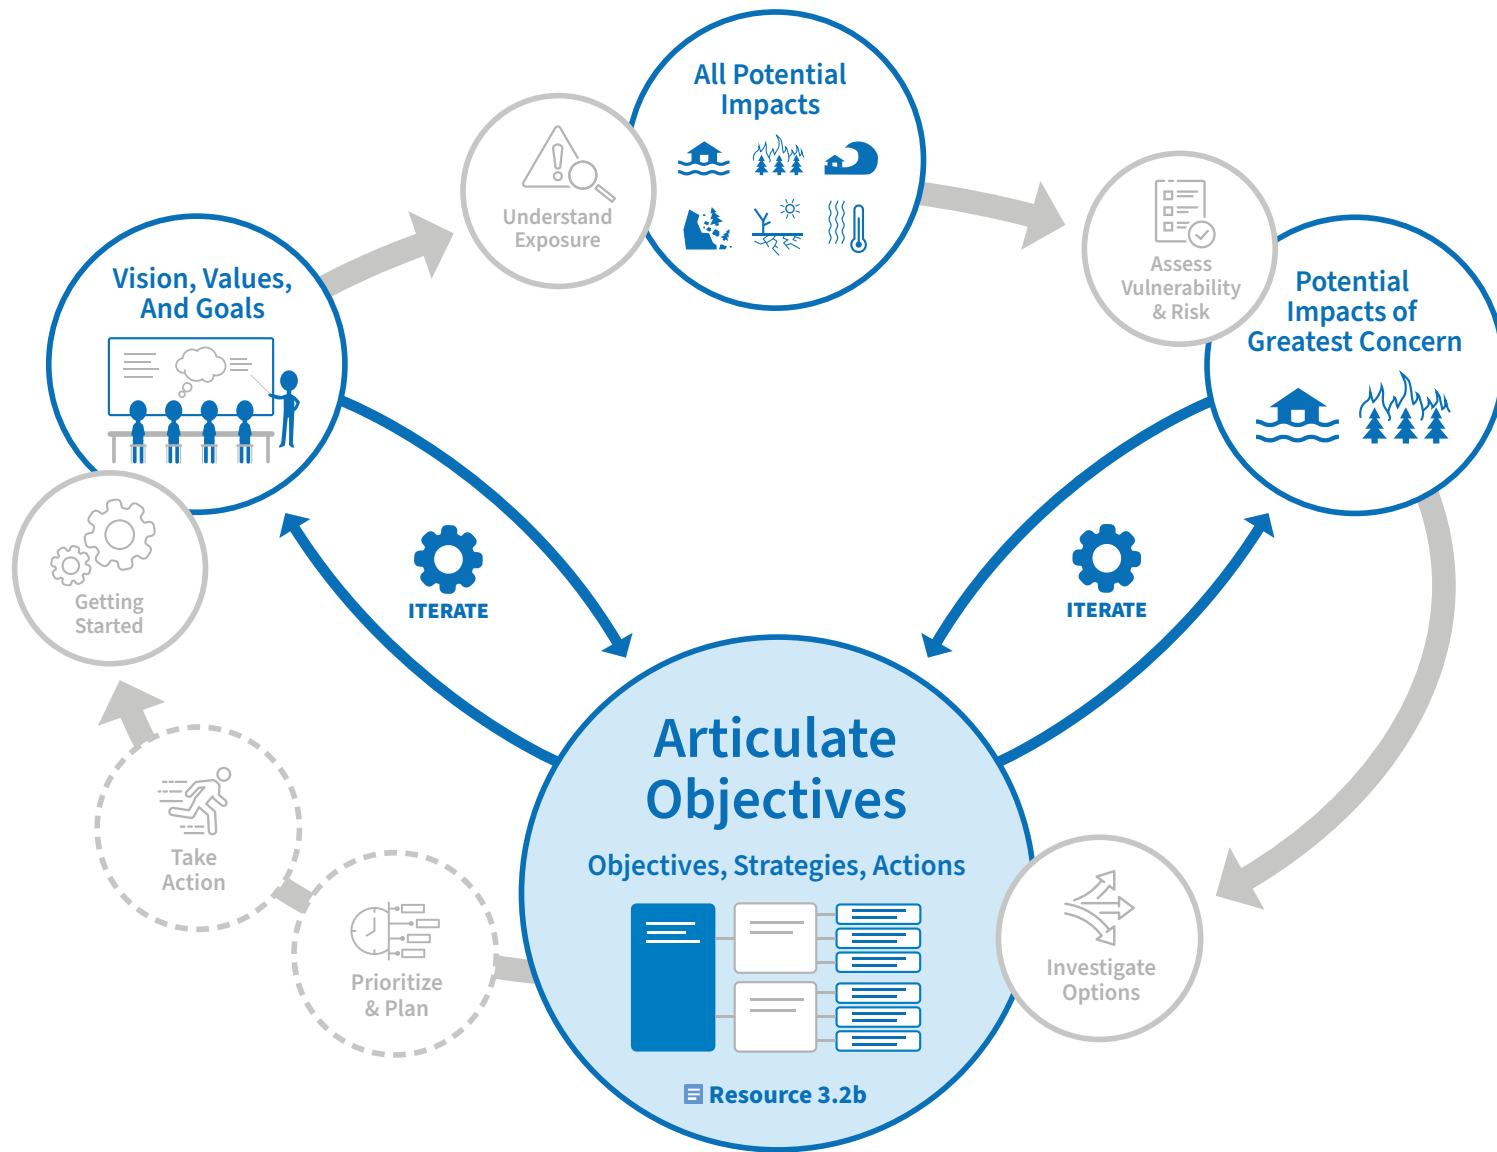 All Potential
Impacts
Understand
Exposure
Assess
Vulnerability
& Risk
Vision, Values,
And Goals
Potential
Impacts of
Greatest Concern
Getting
Started
ITERATE
ITERATE
Articulate
Objectives
Objectives, Strategies, Actions
Take
Action
Prioritize
& Plan
Investigate
Options
Resource 3.2b